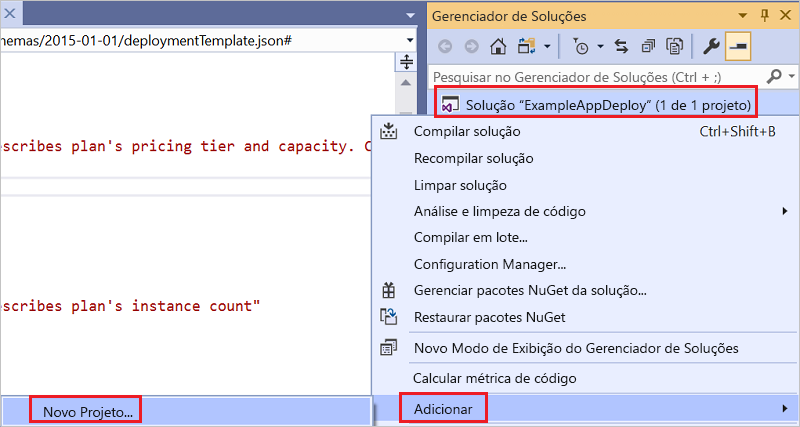 Gerenciador de Soluções
hemas/2015-01-01/deploymentTemplate.json#
Pesquisar no Gerenciador de Soluções (Ctrl + ;)
Solução “ExampleAppDeploy” (1 de 1 projeto)
Compilar solução Ctrl+Shift+B
scribes plan's pricing tier and capacity. C
Recompilar solução
Limpar solução
Análise e limpeza de código
Compilar em lote...
Configuration Manager...
Gerenciar pacotes NuGet da solução...
scribes plan's instance count"
Restaurar pacotes NuGet
Novo Modo de Exibição do Gerenciador de Soluções
Calcular métrica de código
Adicionar
Novo Projeto...